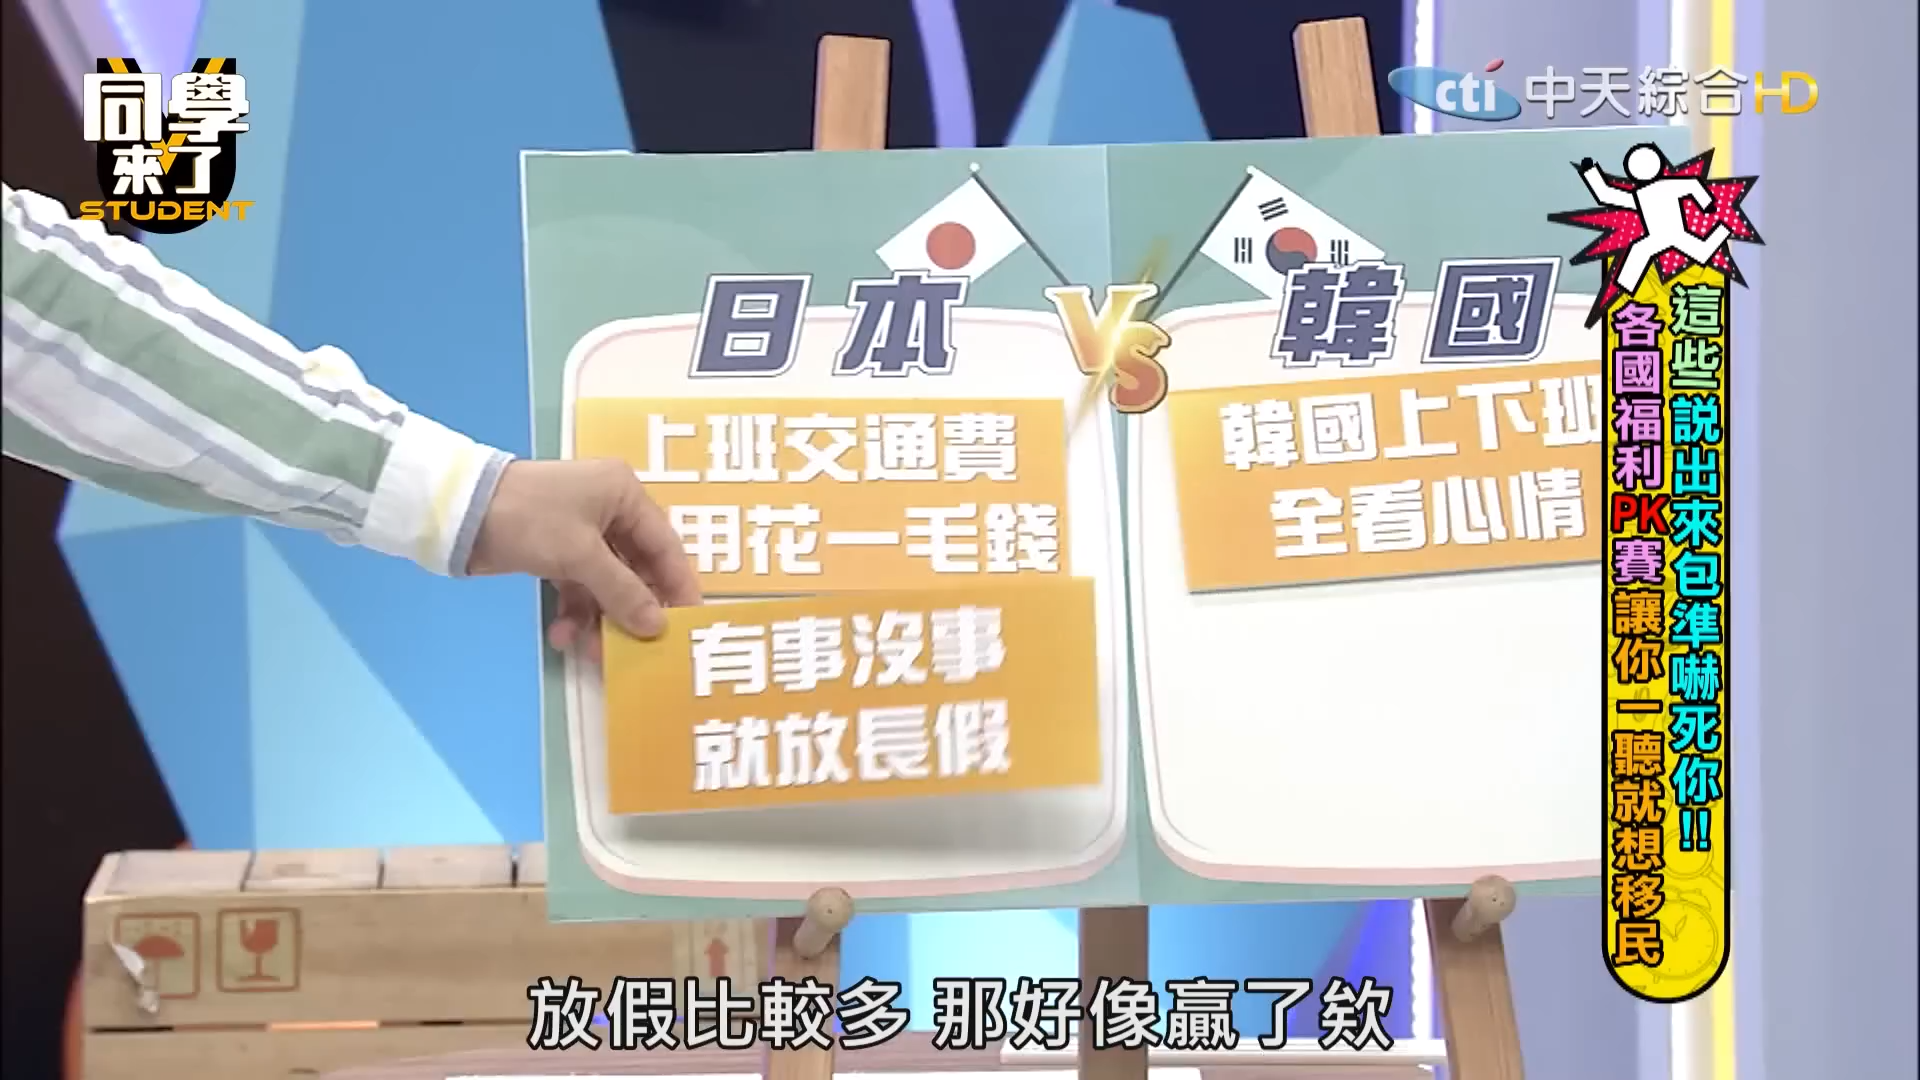 同學
來了
STUDENT
cti 中天綜合HD
日本
VS
韓國
上班交通費
用花一毛錢
有事沒事
就放長假
韓國上下班
全看心情
這些說出來包準嚇死你!!
各國福利PK賽讓你一聽就想移民
放假比較多 那好像贏了欸